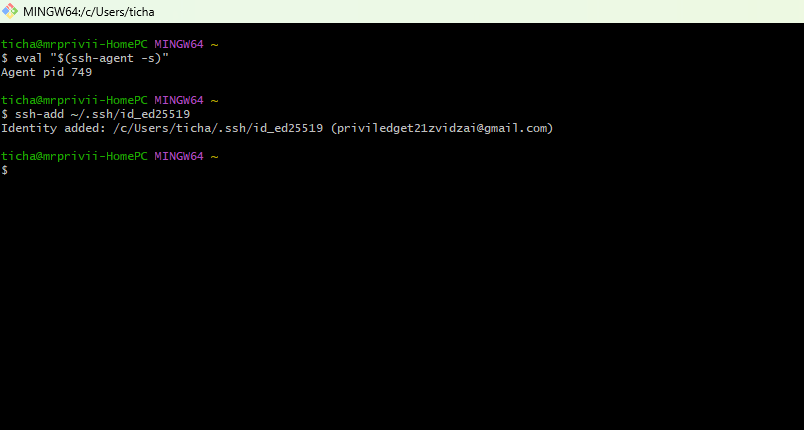 MINGW64:/c/Users/ticha
ticha@mrprivii-HomePC MINGW64 ~
$ eval "$(ssh-agent -s)"
Agent pid 749
ticha@mrprivii-HomePC MINGW64 ~
$ ssh-add ~/.ssh/id_ed25519
Identity added: /c/Users/ticha/.ssh/id_ed25519 (priviledget21zvidzai@gmail.com)
ticha@mrprivii-HomePC MINGW64 ~
$